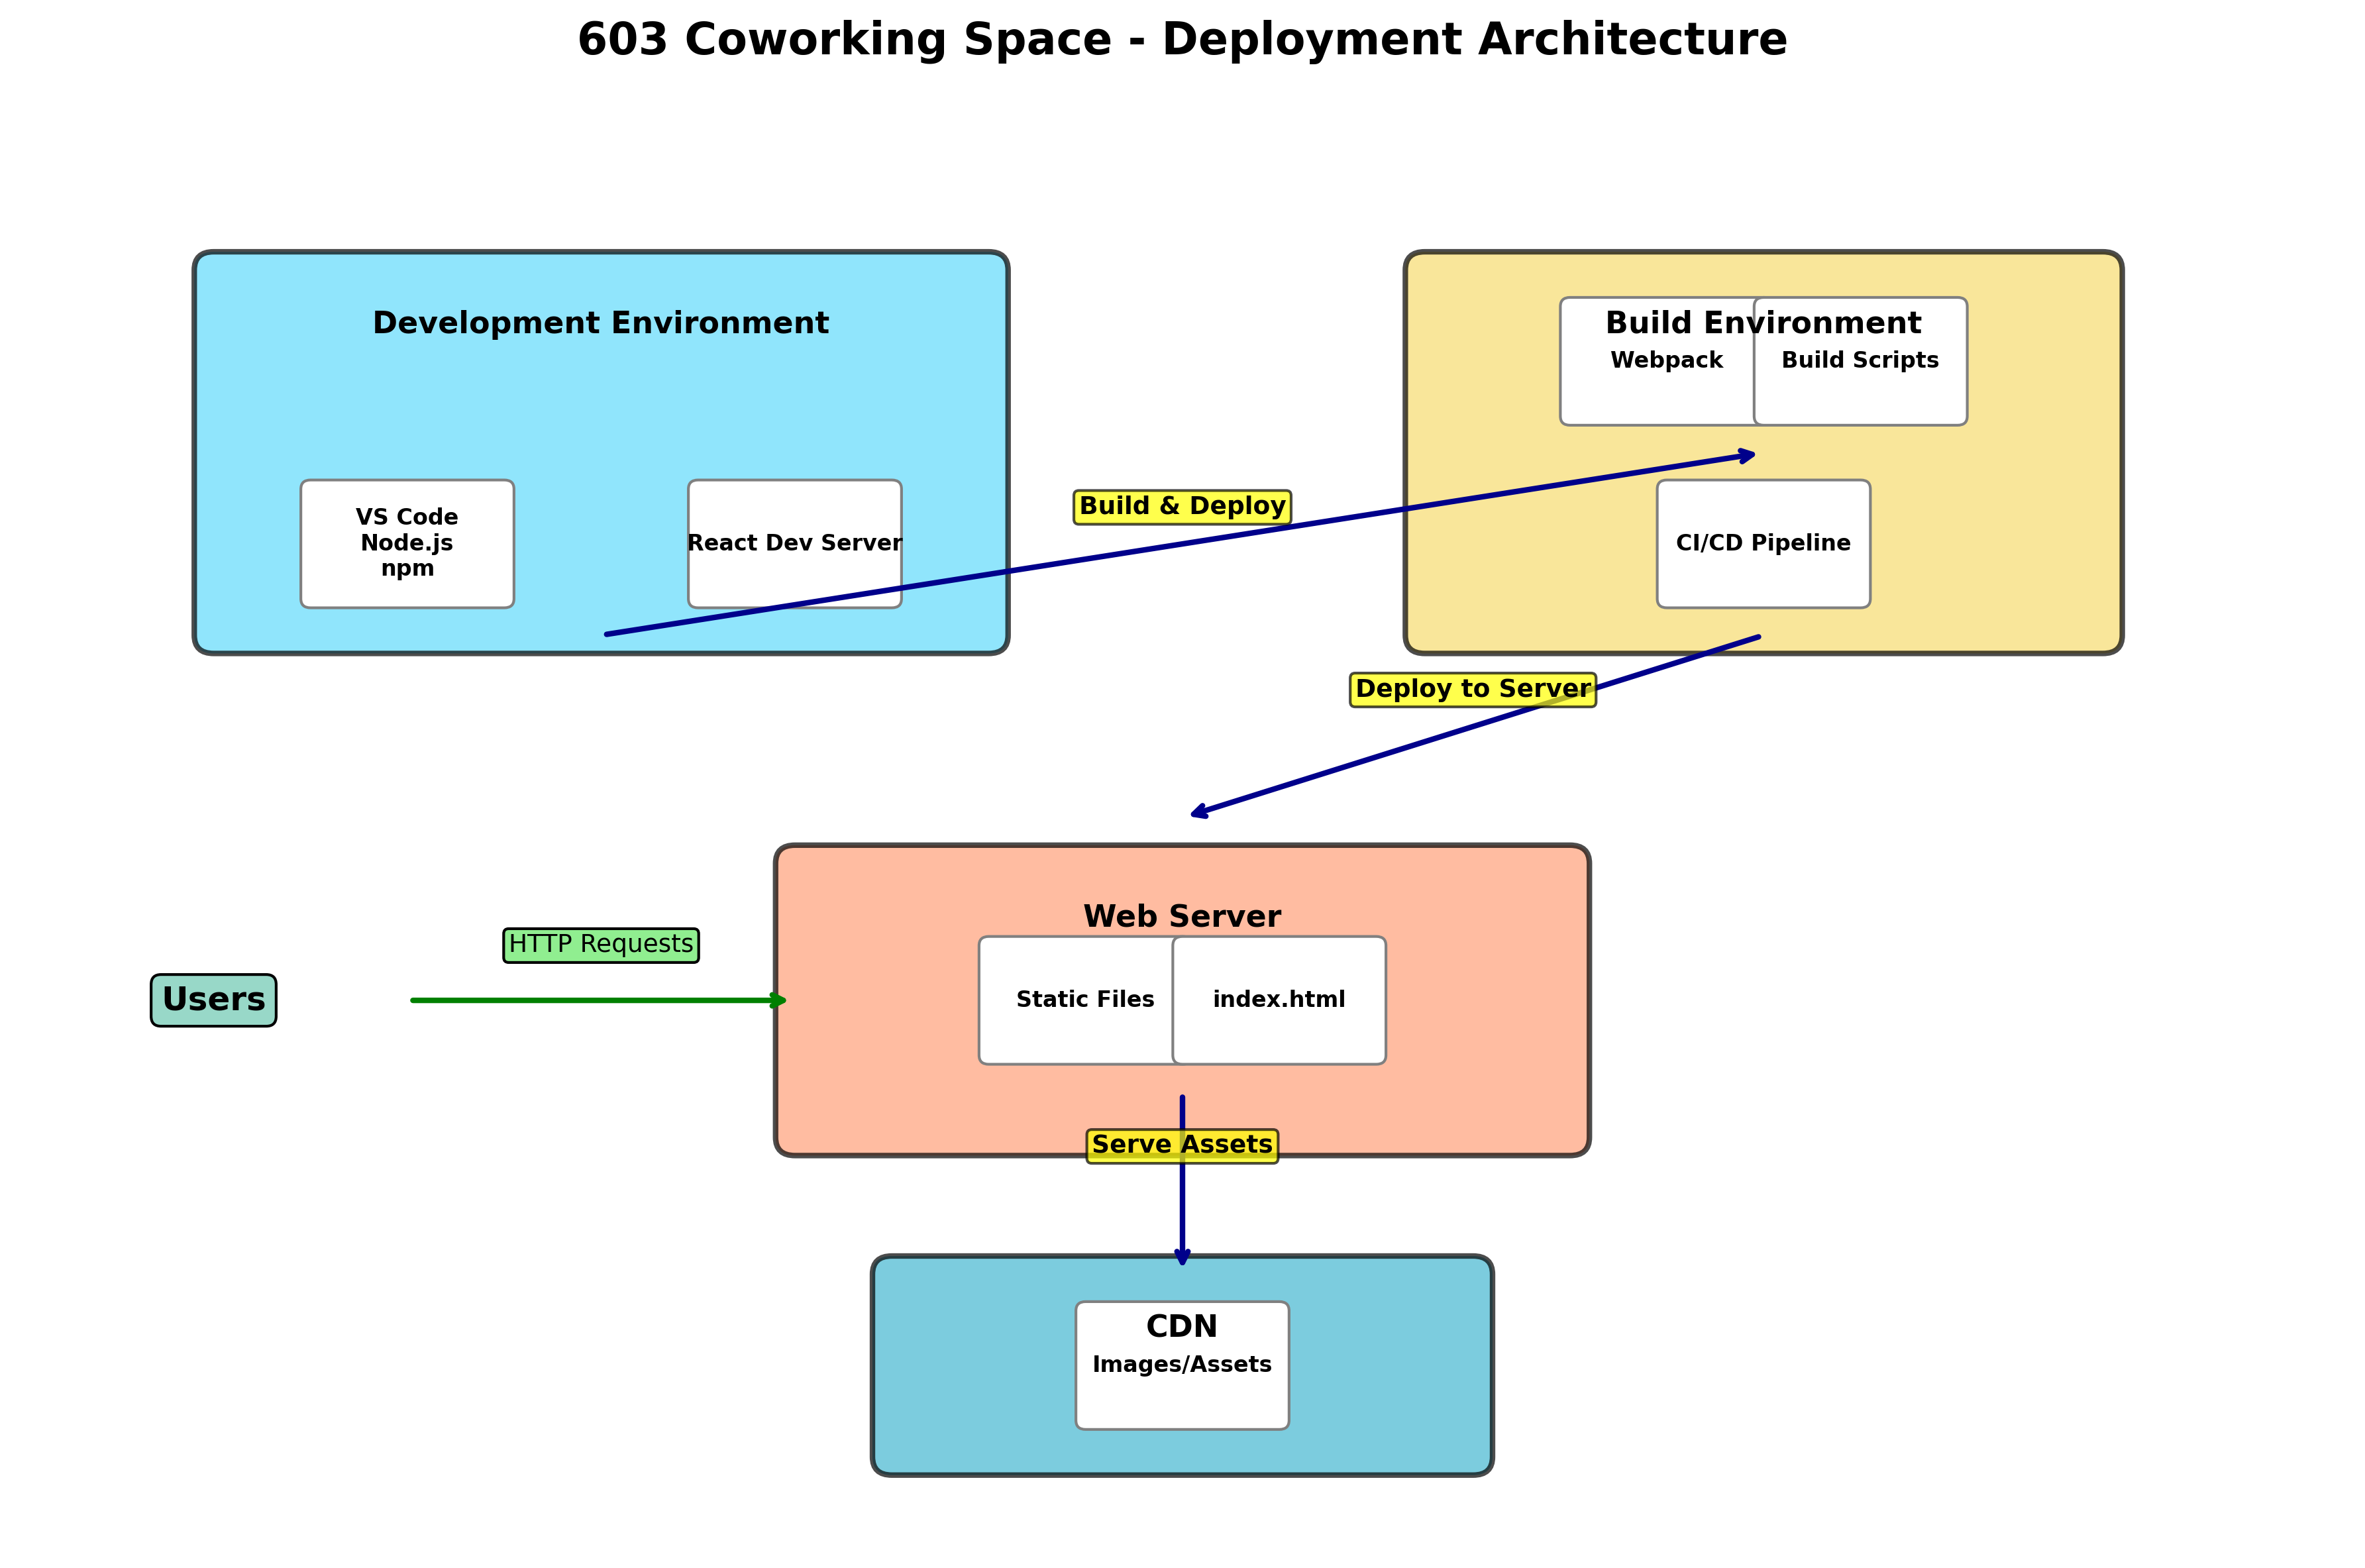 603 Coworking Space - Deployment Architecture
Development Environment
VS Code
Node.js
npm
React Dev Server
Build & Deploy
Build Environment
Webpack
Build Scripts
CI/CD Pipeline
Deploy to Server
Users
HTTP Requests
Web Server
Static Files
index.html
Serve Assets
CDN
Images/Assets